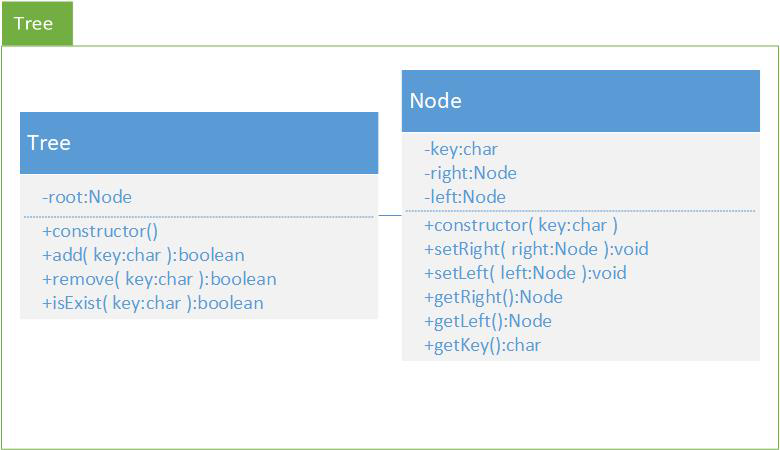 Tree
Tree
-root:Node
+constructor()
+add( key:char ):boolean
+remove( key:char ):boolean
+isExist( key:char ):boolean
Node
-key:char
-right:Node
-left:Node
+constructor( key:char )
+setRight( right:Node ):void
+setLeft( left:Node ):void
+getRight():Node
+getLeft():Node
+getKey():char